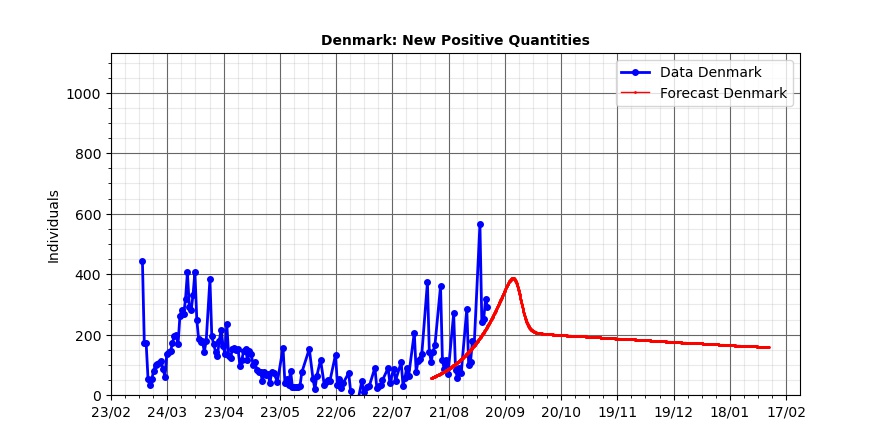 Denmark: New Positive Quantities
Data Denmark
Forecast Denmark
Individuals
1000
800
600
400
200
0
23/02 24/03 23/04 23/05 22/06 22/07 21/08 20/09 20/10 19/11 19/12 18/01 17/02